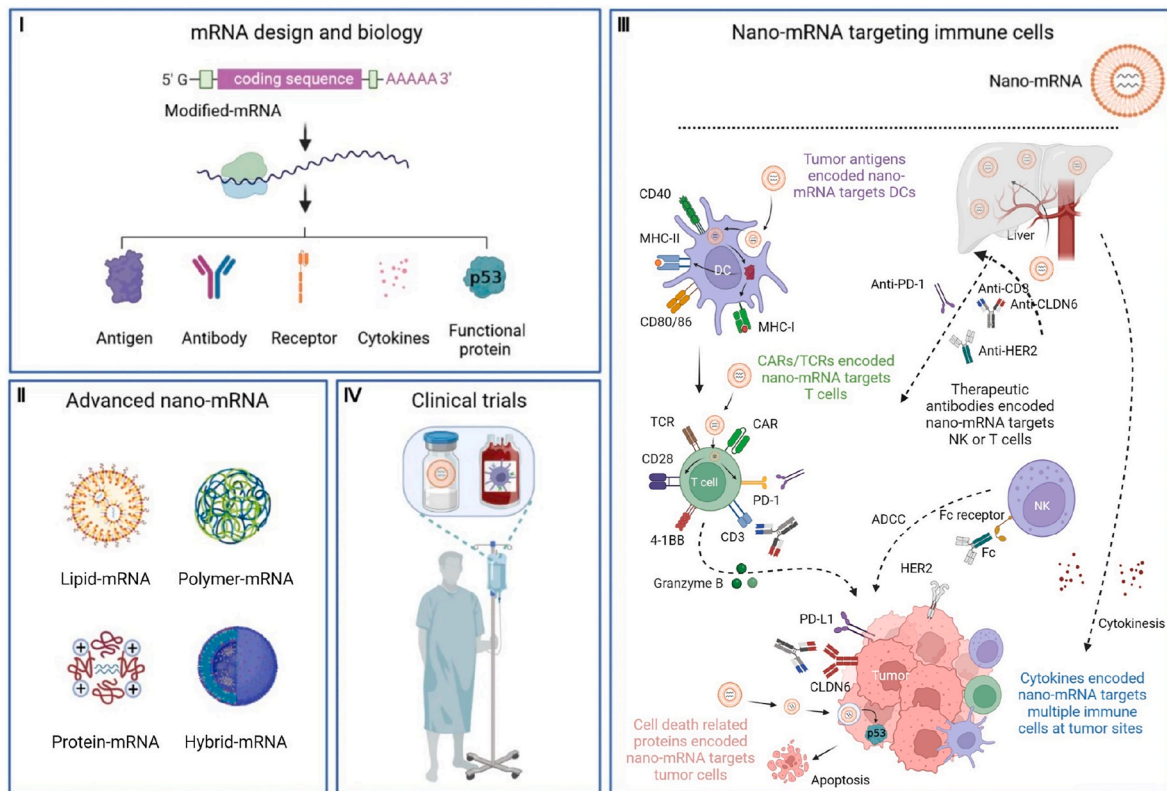 I
mRNA design and biology
5' G
coding sequence
AAAAA 3'
Modified-mRNA
p53
Antigen
Antibody
Receptor
Cytokines
Functional
protein
II
Advanced nano-mRNA
Lipid-mRNA
Polymer-mRNA
Protein-mRNA
Hybrid-mRNA
IV
Clinical trials
III
Nano-mRNA targeting immune cells
Nano-mRNA
Tumor antigens
encoded nano-
mRNA targets DCs
CD40
MHC-II
DC
CD80/86
MHC-I
Liver
Anti-PD-1
Anti-CD3
Anti-CLDN6
Anti-HER2
CARs/TCRs encoded
nano-mRNA targets
T cells
Therapeutic
antibodies encoded
nano-mRNA targets
NK or T cells
TCR
CAR
CD28
T cell
PD-1
4-1BB
CD3
ADCC
Fc receptor
NK
Fc
Granzyme B
HER2
PD-L1
Cytokinesis
CLDN6
Tumor
Cytokines encoded
nano-mRNA targets
multiple immune
cells at tumor sites
p53
Cell death related
proteins encoded
nano-mRNA targets
tumor cells
Apoptosis